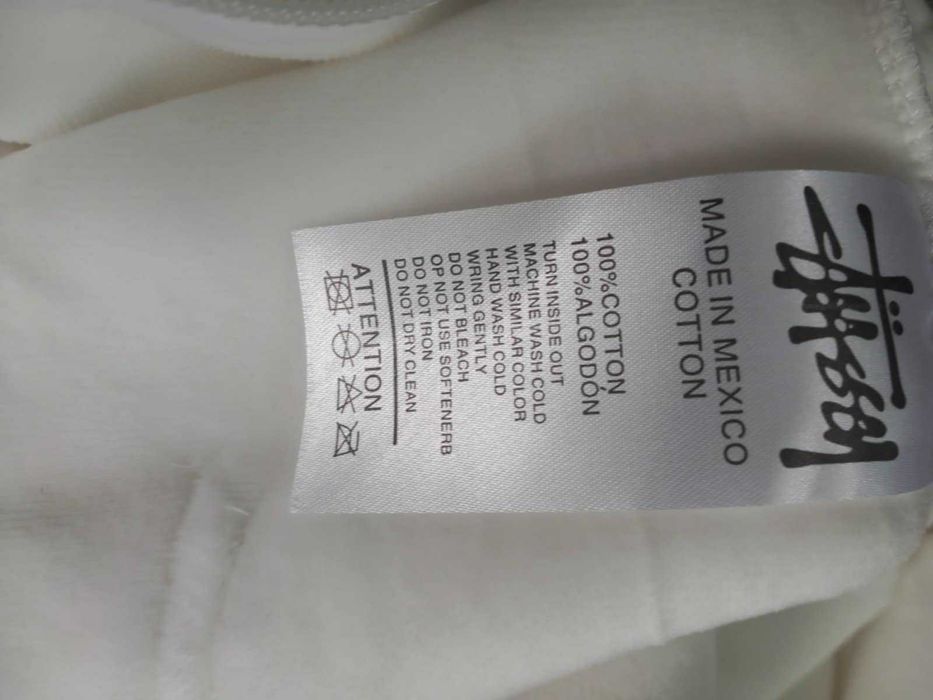 Stüssy
MADE IN MEXICO
COTTON
100%COTTON
100%ALGODÓN
TURN INSIDE OUT
MACHINE WASH COLD
WITH SIMILAR COLOR
HAND WASH COLD
WRING GENTLY
DO NOT BLEACH
OP NOT USE SOFTENERB
DO NOT IRON
DO NOT DRY CLEAN
ATTENTION